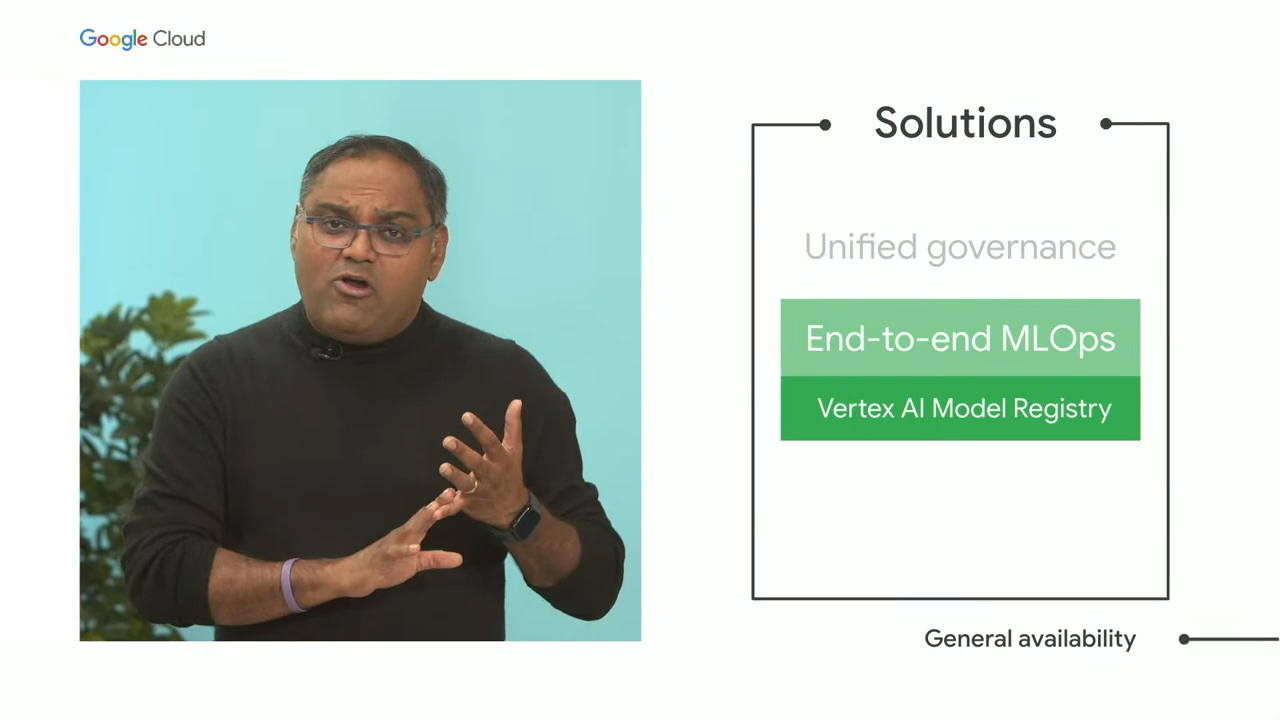 Google Cloud
Solutions
Unified governance
End-to-end MLOps
Vertex AI Model Registry
General availability